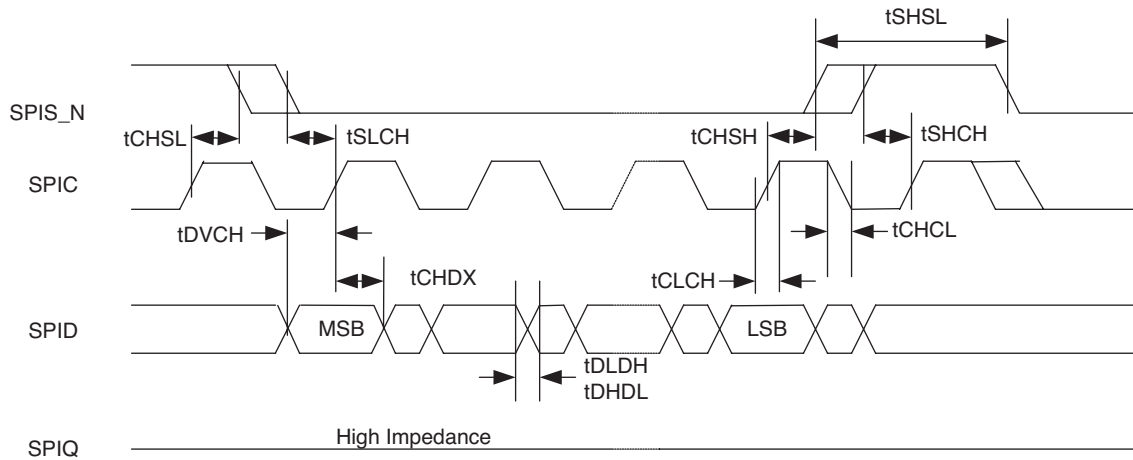 tSHSL
SPIS_N
tCHSL
tSLCH
tCHSH
tSHCH
SPIC
tDVCH
tCHCL
tCHDX
tCLCH
SPID
MSB
LSB
tDLDH
tDHDL
High Impedance
SPIQ